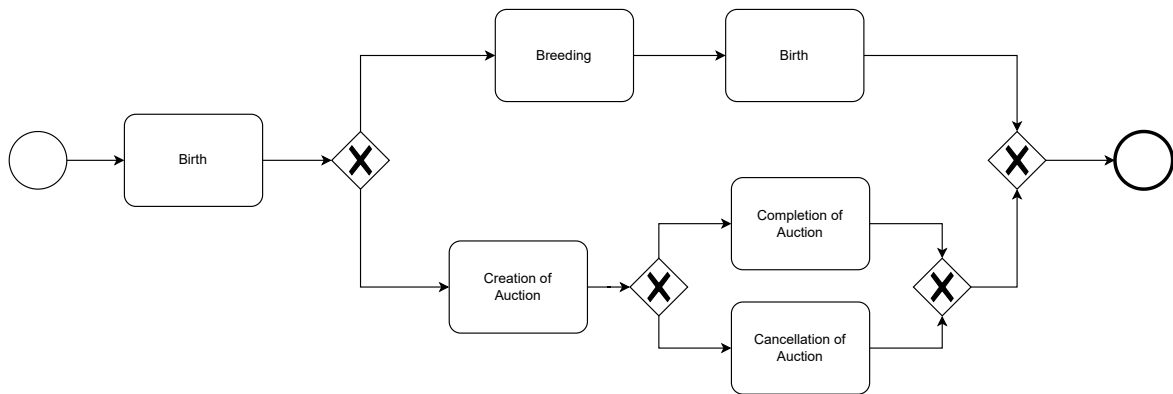 Breeding
Birth
Birth
Completion of
Auction
Creation of
Auction
Cancellation of
Auction